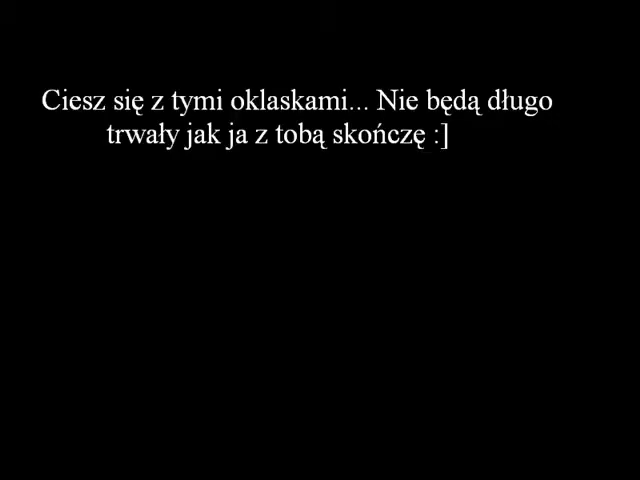 Ciesz się z tymi oklaskami... Nie będą długo
trwały jak ja z tobą skończę :]